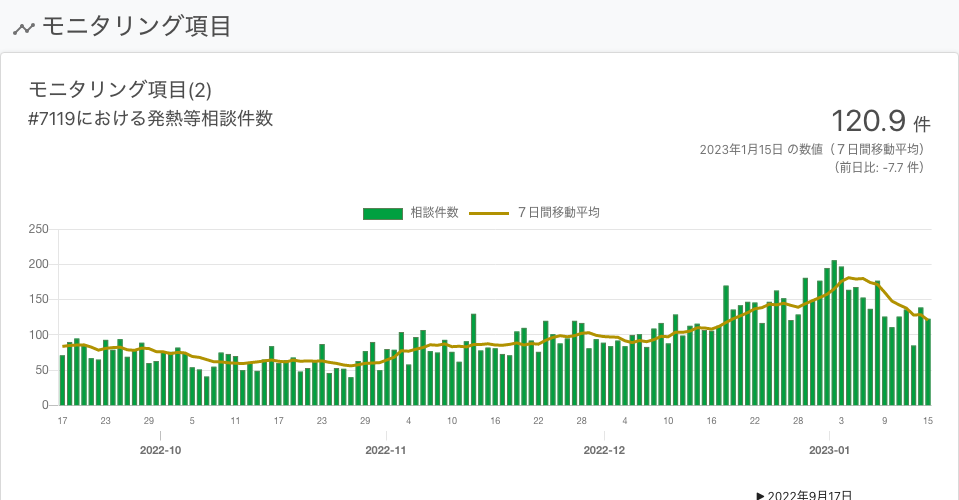 モニタリング項目
モニタリング項目(2)
#7119における発熱等相談件数
120.9 件
2023年1月15日 の数値（７日間移動平均）
（前日比: -7.7 件）
相談件数 ７日間移動平均
250
200
150
100
50
0
17 23 29 5 11 17 23 29 4 10 16 22 28 4 10 16 22 28 3 9 15
2022-10 2022-11 2022-12 2023-01
▶ 2022年9月17日